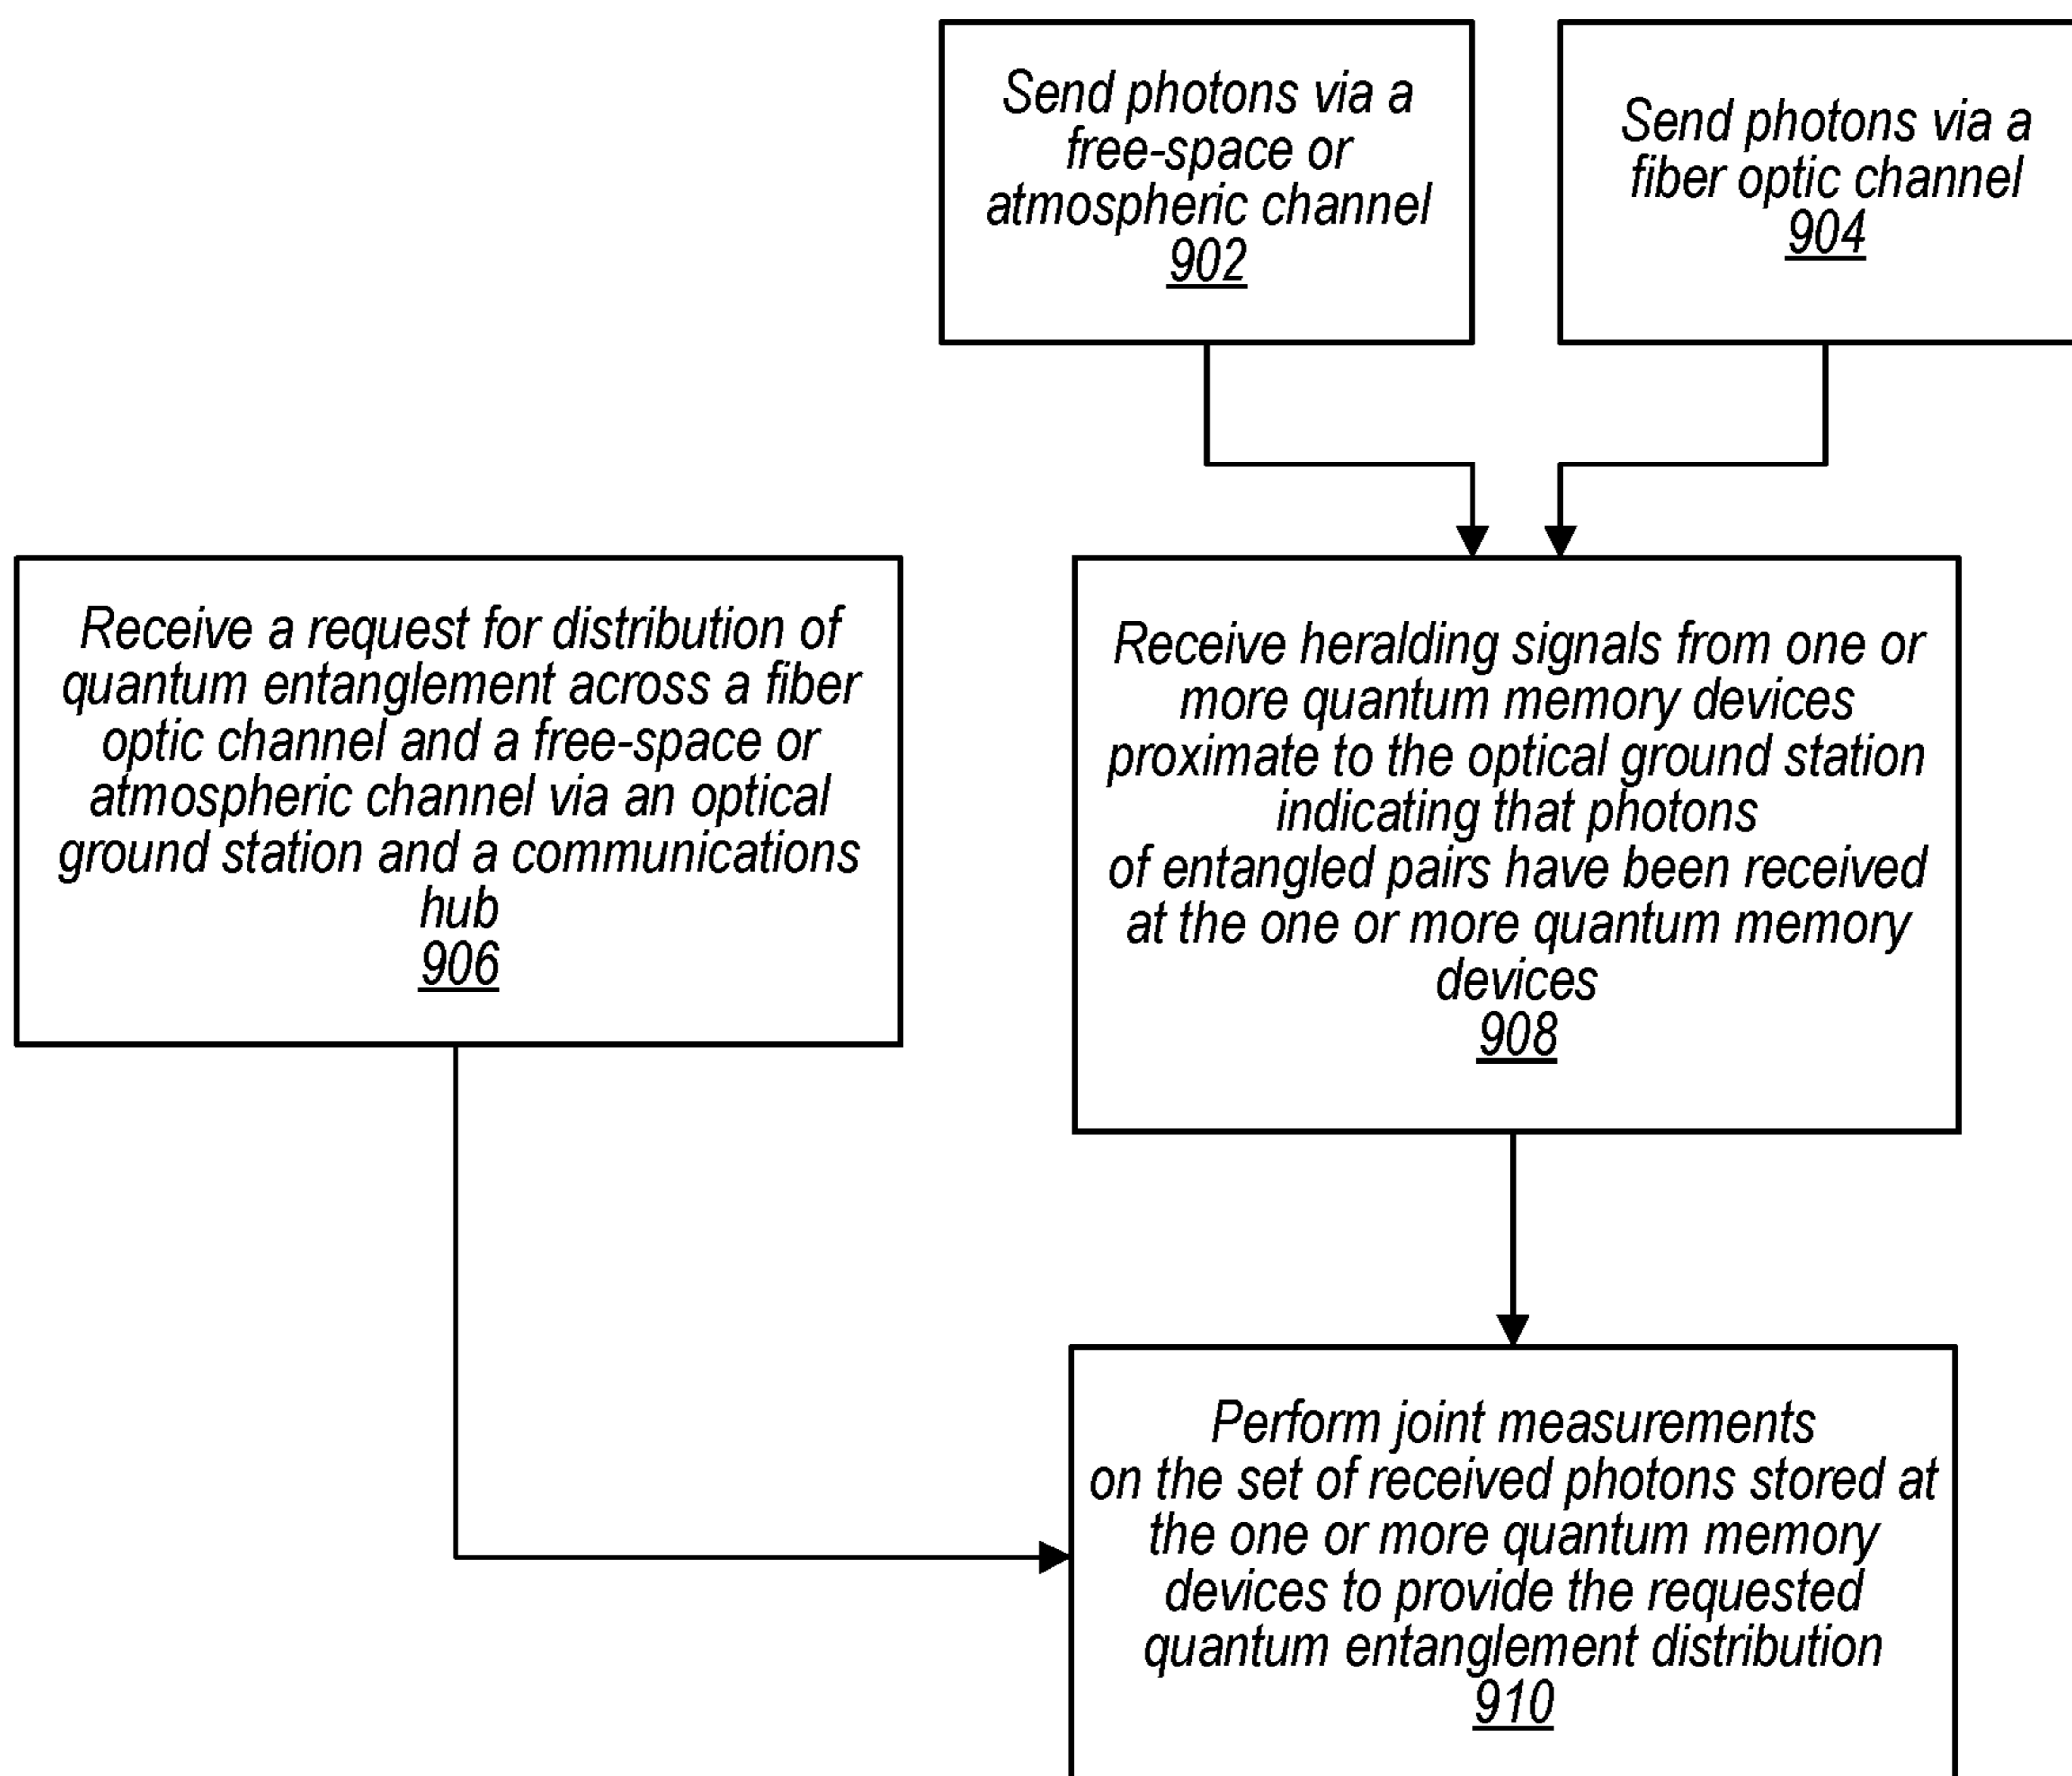 Send photons via a
free-space or
atmospheric channel
902
Send photons via a
fiber optic channel
904
Receive a request for distribution of
quantum entanglement across a fiber
optic channel and a free-space or
atmospheric channel via an optical
ground station and a communications
hub
906
Receive heralding signals from one or
more quantum memory devices
proximate to the optical ground station
indicating that photons
of entangled pairs have been received
at the one or more quantum memory
devices
908
Perform joint measurements
on the set of received photons stored at
the one or more quantum memory
devices to provide the requested
quantum entanglement distribution
910